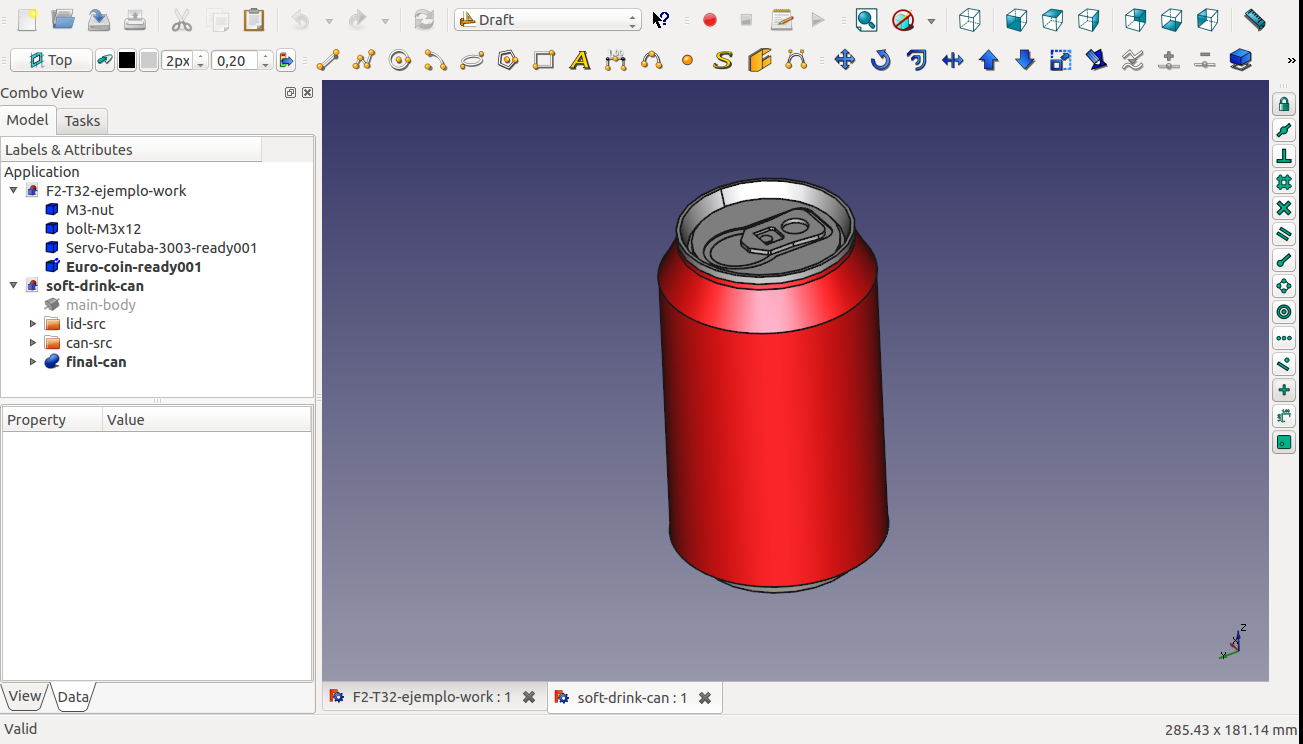 Draft
Top
2px
0,20
Combo View
Model
Tasks
Labels & Attributes
Application
F2-T32-ejemplo-work
M3-nut
bolt-M3x12
Servo-Futaba-3003-ready001
Euro-coin-ready001
soft-drink-can
main-body
lid-src
can-src
final-can
Property
Value
View
Data
F2-T32-ejemplo-work : 1
soft-drink-can : 1
z
x
Y
Valid
285.43 x 181.14 mm